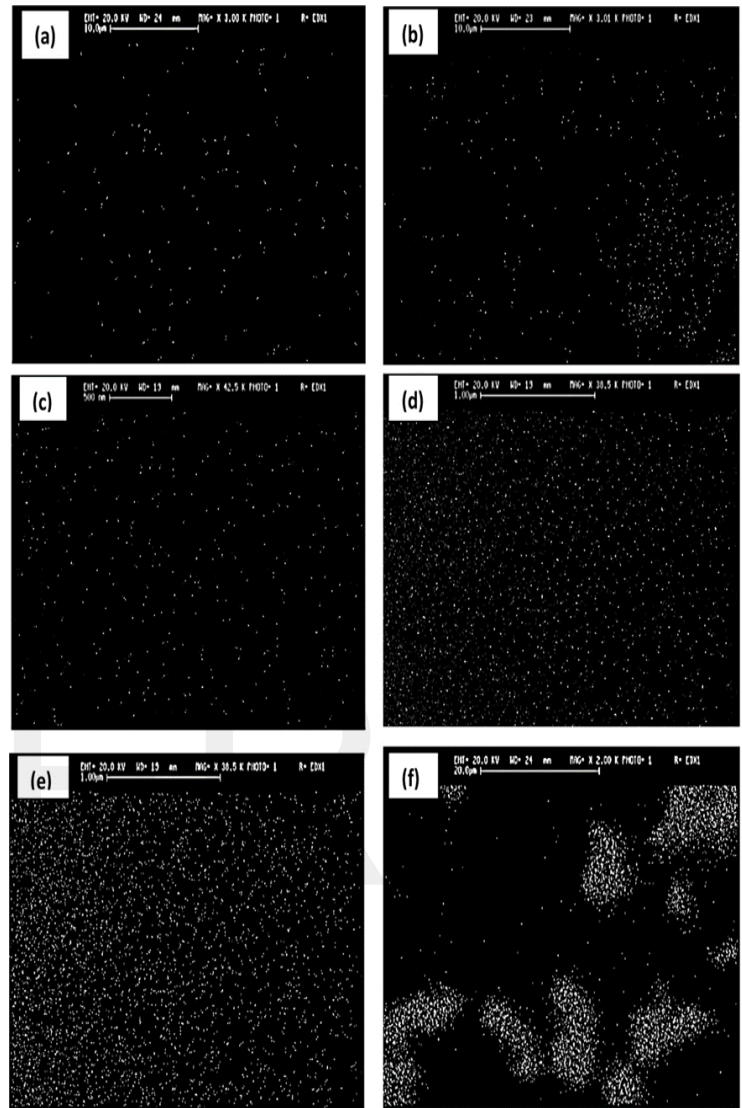 (a)
EHT= 20.0 KV WD= 24 mm MAG= X 3.00 K PHOTO= 1 R= EDX1
10.0µm
(b)
EHT= 20.0 KV WD= 23 mm MAG= X 3.01 K PHOTO= 1 R= EDX1
10.0µm
(c)
EHT= 20.0 KV WD= 19 mm MAG= X 42.5 K PHOTO= 1 R= EDX1
500 nm
(d)
EHT= 20.0 KV WD= 19 mm MAG= X 38.5 K PHOTO= 1 R= EDX1
1.00µm
(e)
EHT= 20.0 KV WD= 19 mm MAG= X 38.5 K PHOTO= 1 R= EDX1
1.00µm
(f)
EHT= 20.0 KV WD= 24 mm MAG= X 2.00 K PHOTO= 1 R= EDX1
20.0µm